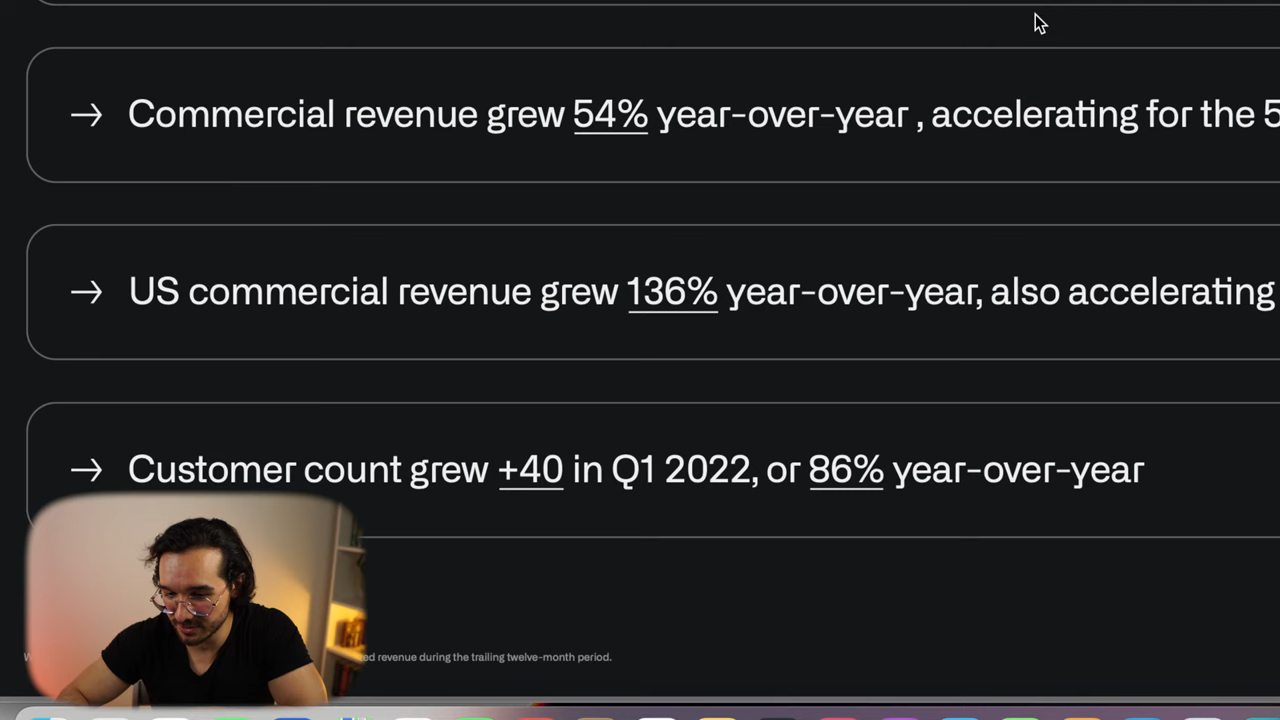 → Commercial revenue grew 54% year-over-year , accelerating for the 5
→ US commercial revenue grew 136% year-over-year, also accelerating
→ Customer count grew +40 in Q1 2022, or 86% year-over-year
revenue during the trailing twelve-month period.